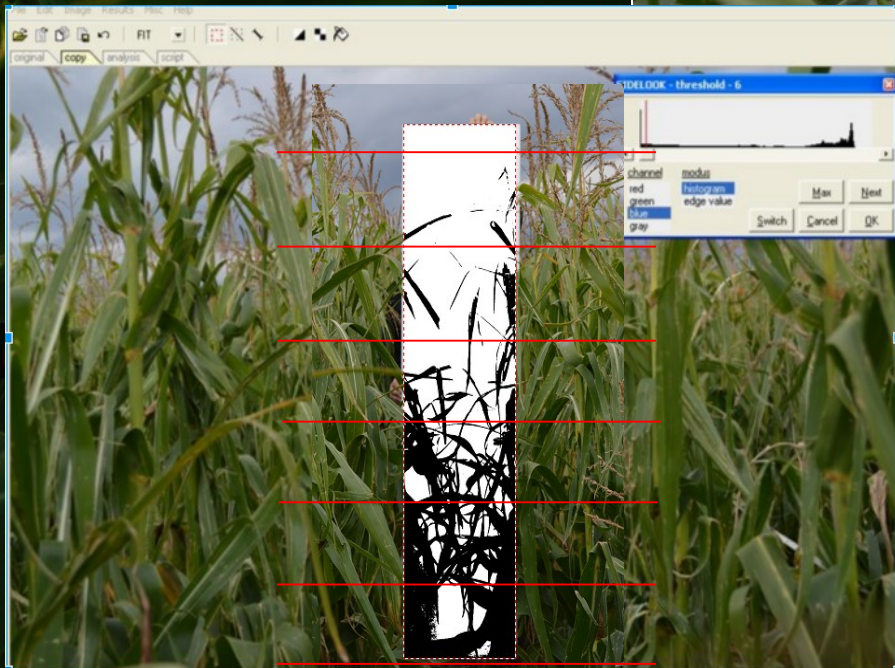 File Edit Image Results Misc Help
FIT
original copy analysis script
SIDELOOK - threshold - 6
channel modus
red histogram
green edge value
blue
gray
Max Next
Switch Cancel OK